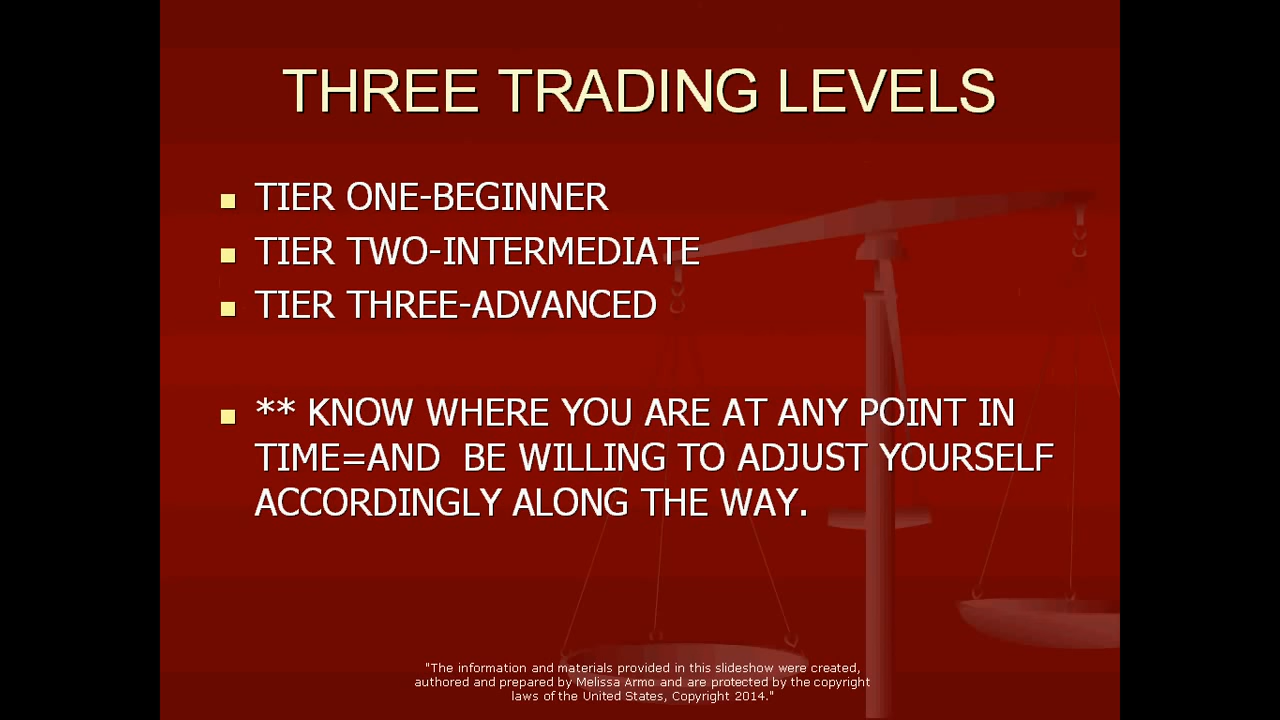 THREE TRADING LEVELS
TIER ONE-BEGINNER
TIER TWO-INTERMEDIATE
TIER THREE-ADVANCED
** KNOW WHERE YOU ARE AT ANY POINT IN
TIME=AND  BE WILLING TO ADJUST YOURSELF
ACCORDINGLY ALONG THE WAY.
"The information and materials provided in this slideshow were created,
authored and prepared by Melissa Armo and are protected by the copyright
laws of the United States, Copyright 2014."